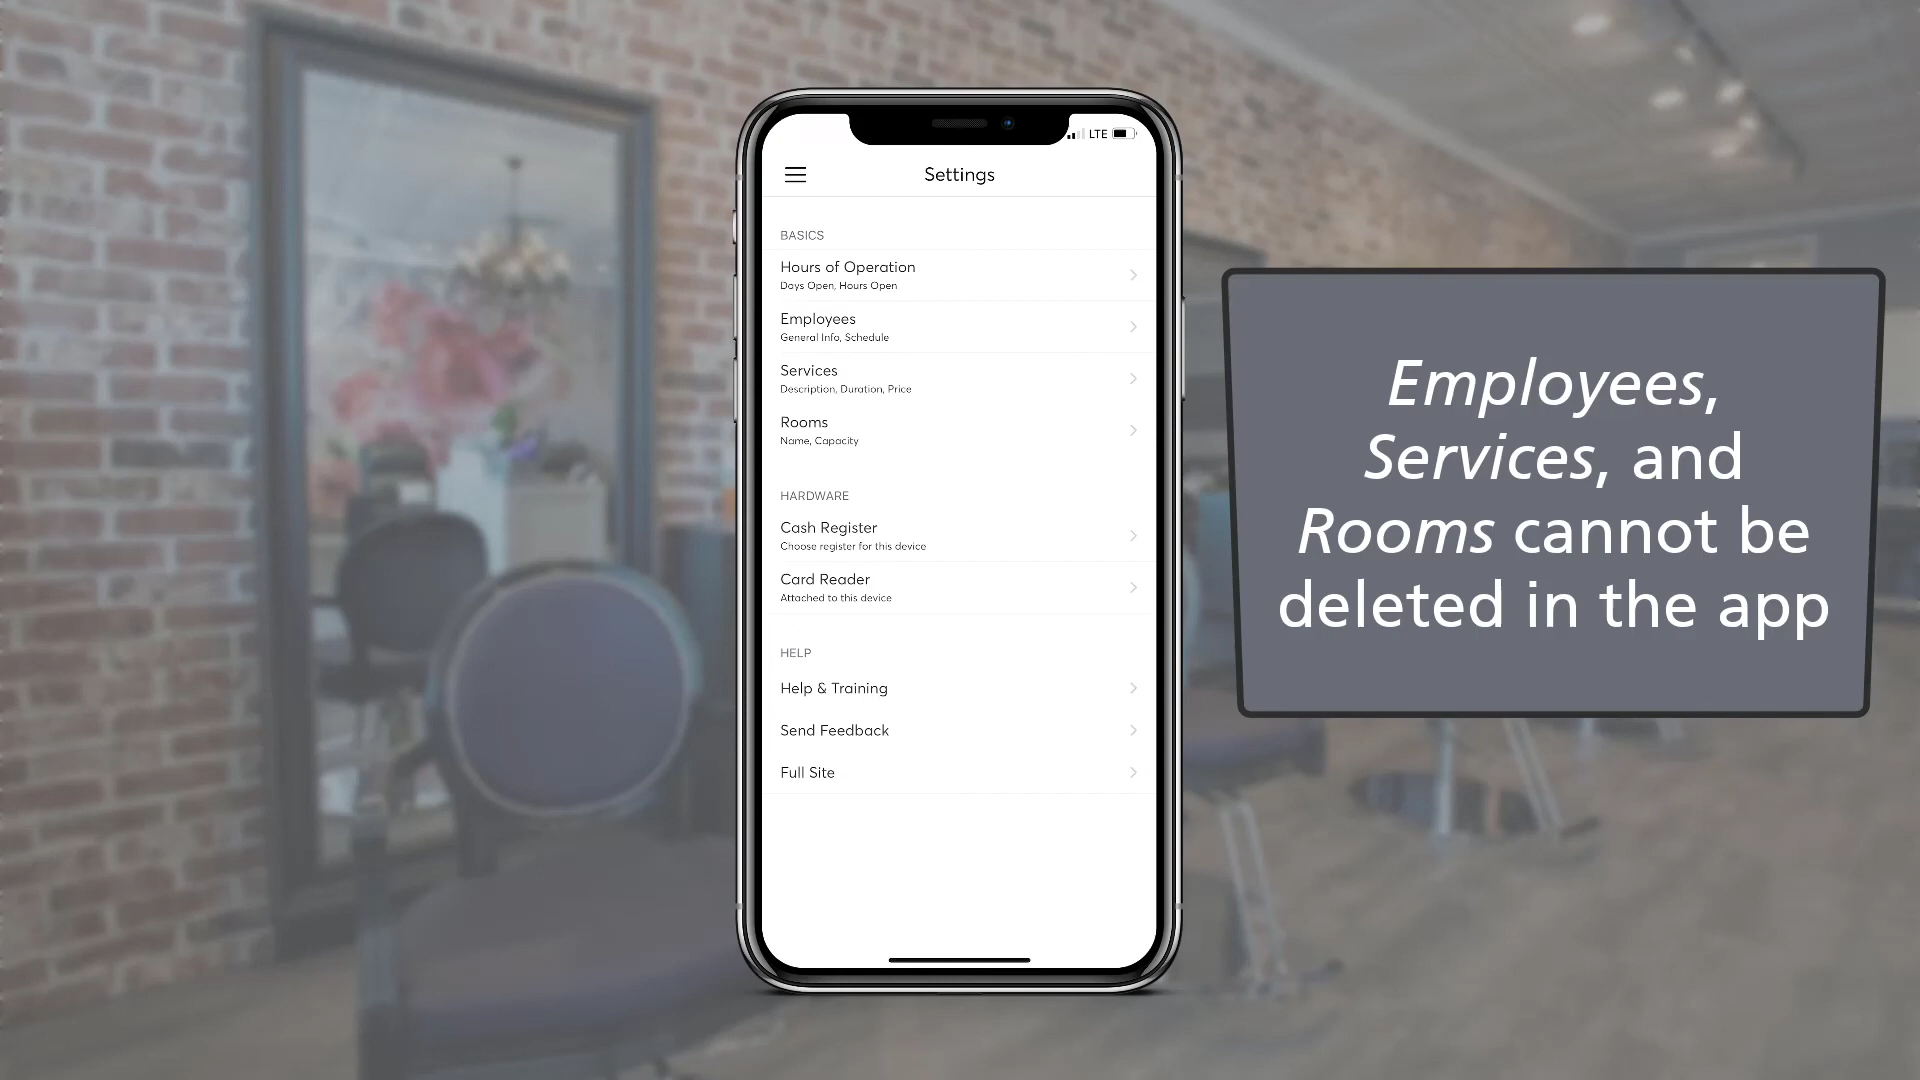 LTE
Settings
BASICS
Hours of Operation
Days Open, Hours Open
Employees
General Info, Schedule
Services
Description, Duration, Price
Rooms
Name, Capacity
HARDWARE
Cash Register
Choose register for this device
Card Reader
Attached to this device
HELP
Help & Training
Send Feedback
Full Site
Employees,
Services, and
Rooms cannot be
deleted in the app